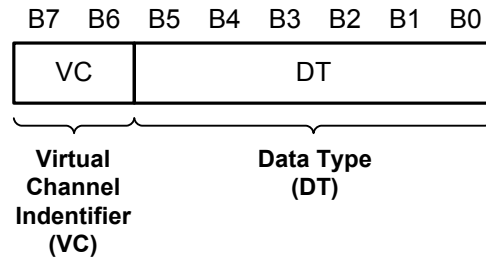 B7 B6 B5 B4 B3 B2 B1 B0
VC DT
Virtual
Channel
Indentifier
(VC)
Data Type
(DT)